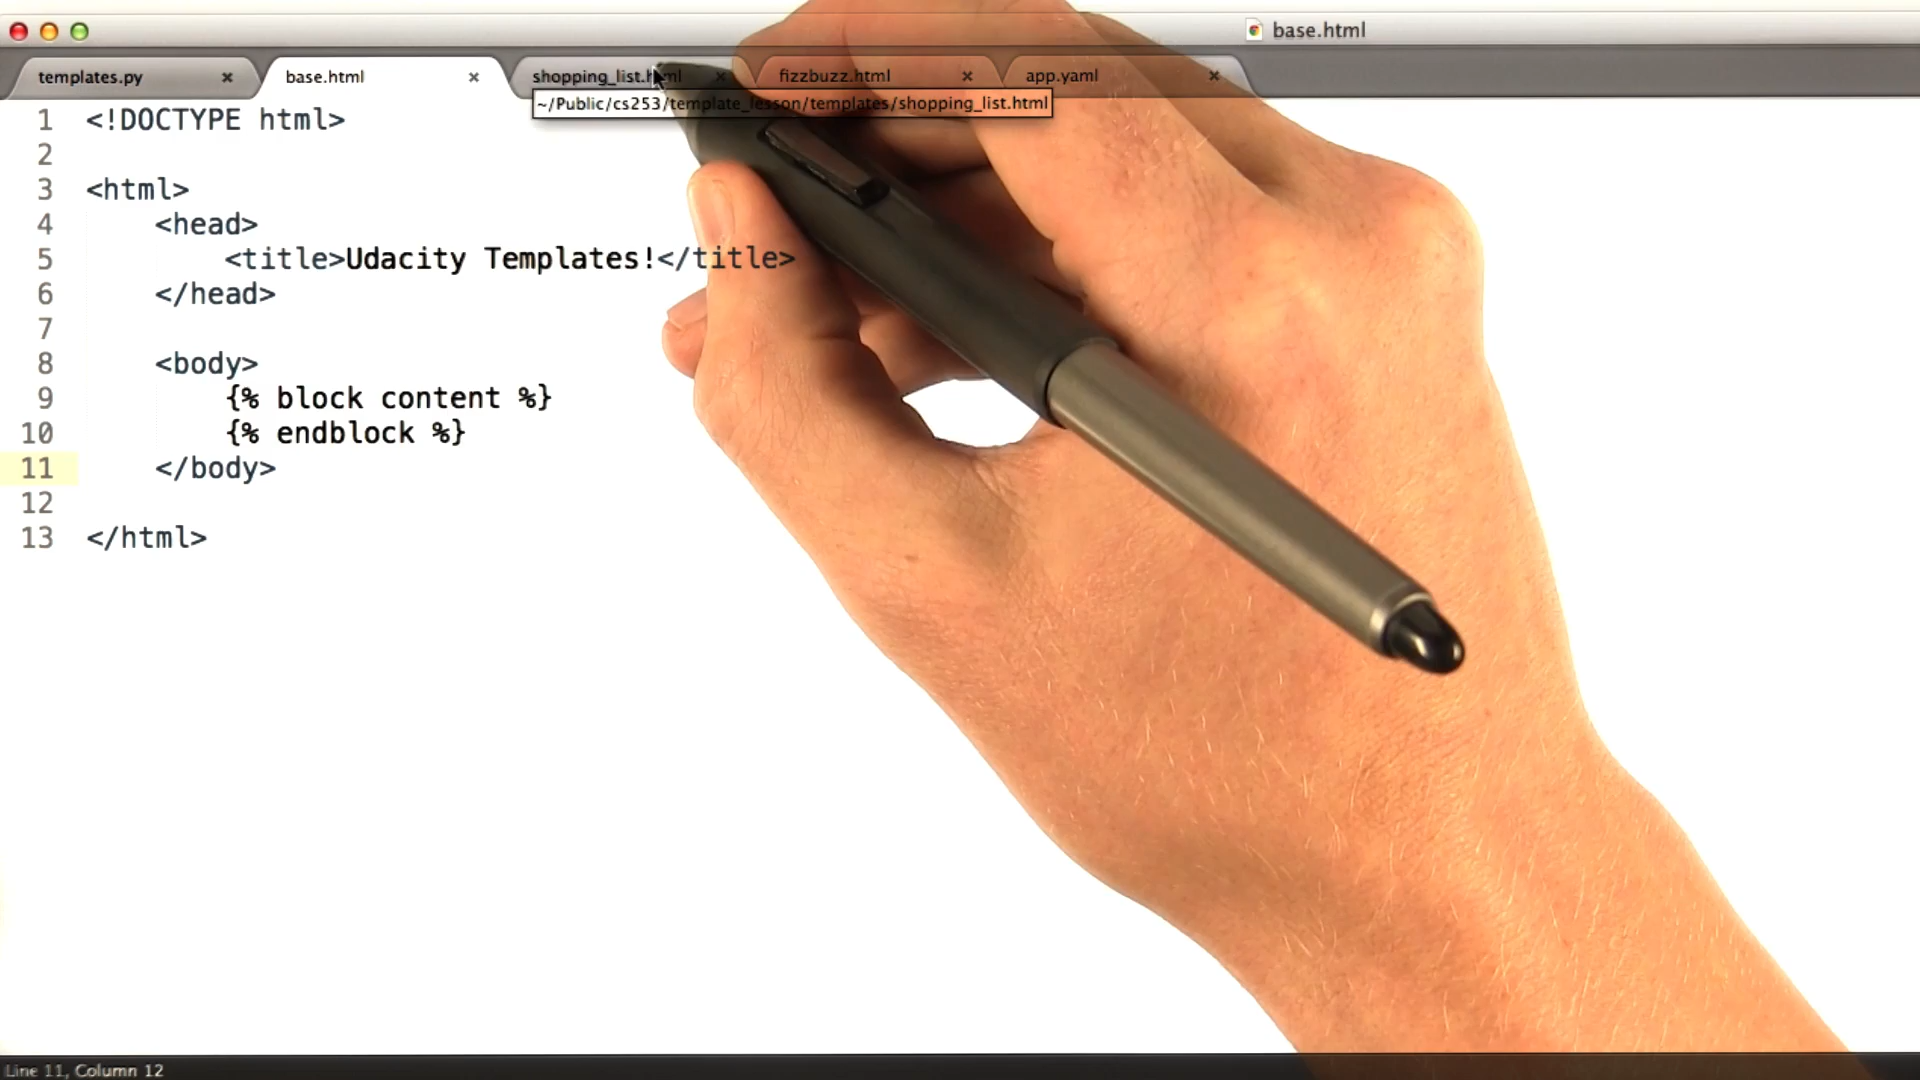 base.html
templates.py
base.html
shopping_list.html
fizzbuzz.html
app.yaml
~/Public/cs253/template_lesson/templates/shopping_list.html
1 <!DOCTYPE html>
2
3 <html>
4 <head>
5 <title>Udacity Templates!</title>
6 </head>
7
8 <body>
9 {% block content %}
10 {% endblock %}
11 </body>
12
13 </html>
Line 11, Column 12